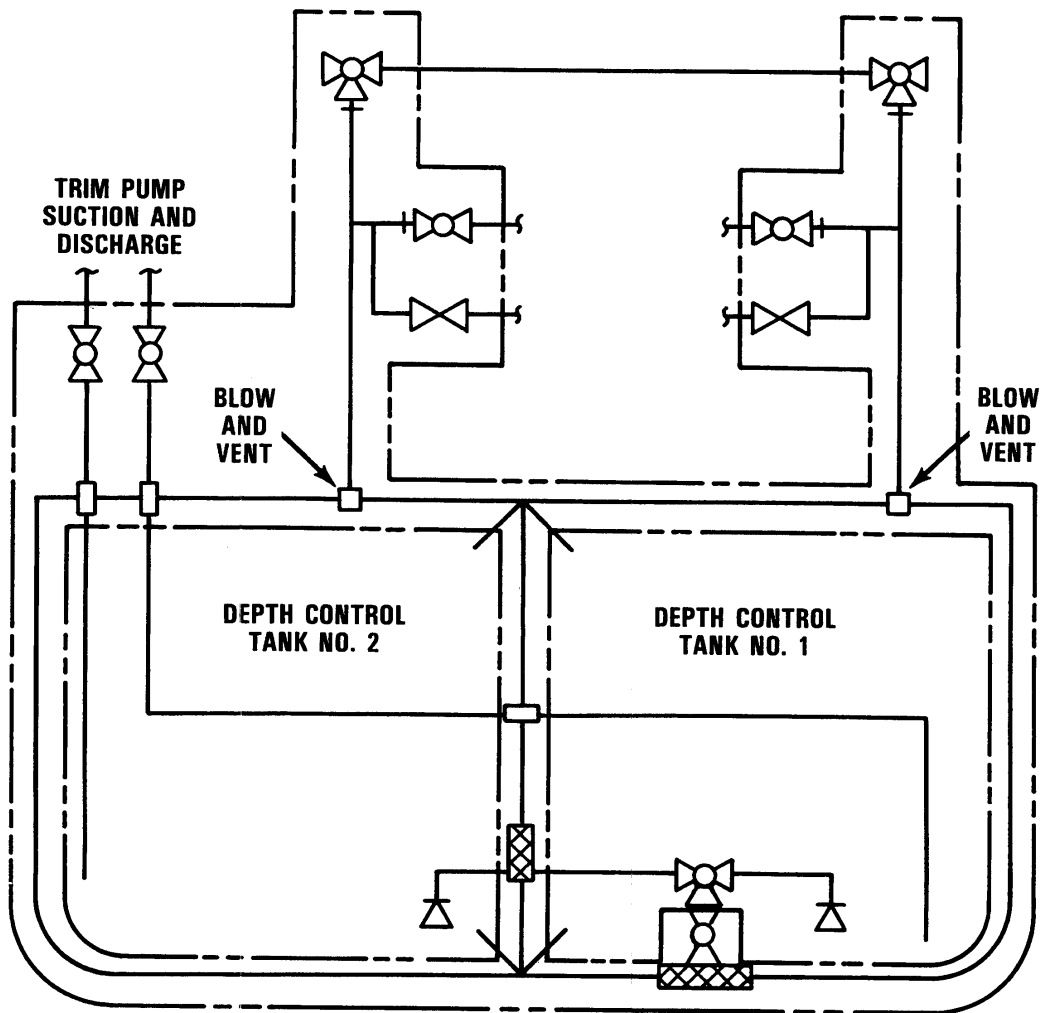 TRIM PUMP
SUCTION AND
DISCHARGE
BLOW
AND
VENT
BLOW
AND
VENT
DEPTH CONTROL
TANK NO. 2
DEPTH CONTROL
TANK NO. 1